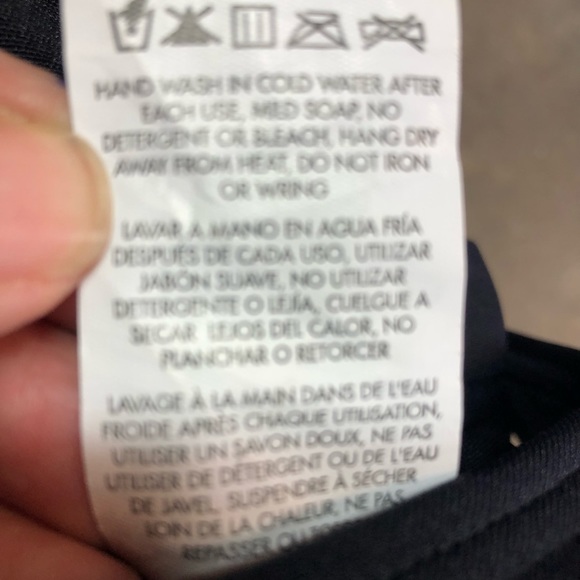 HAND WASH IN COLD WATER AFTER
EACH USE, MILD SOAP, NO
DETERGENT OR BLEACH, HANG DRY
AWAY FROM HEAT, DO NOT IRON
OR WRING
LAVAR A MANO EN AGUA FRÍA
DESPUÉS DE CADA USO, UTILIZAR
JABÓN SUAVE, NO UTILIZAR
DETERGENTE O LEJÍA, CUELGUE A
SECAR LEJOS DEL CALOR, NO
PLANCHAR O RETORCER
LAVAGE À LA MAIN DANS DE L'EAU
FROIDE APRÈS CHAQUE UTILISATION,
UTILISER UN SAVON DOUX, NE PAS
UTILISER DE DÉTERGENT OU DE L'EAU
DE JAVEL, SUSPENDRE À SÉCHER
LOIN DE LA CHALEUR, NE PAS
REPASSER OU